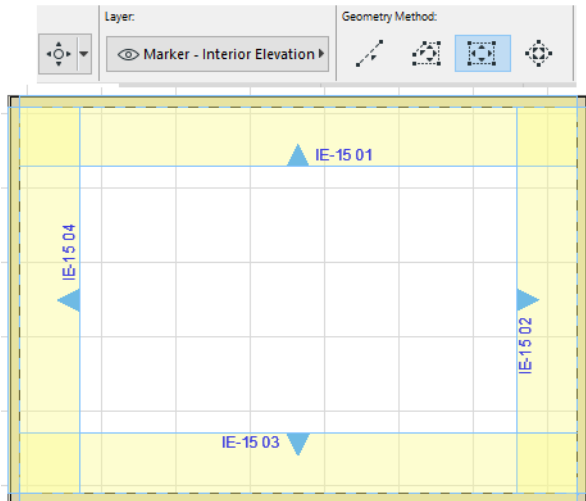 Layer:
Geometry Method:
Marker - Interior Elevation
IE-15 01
IE-15 04
IE-15 02
IE-15 03